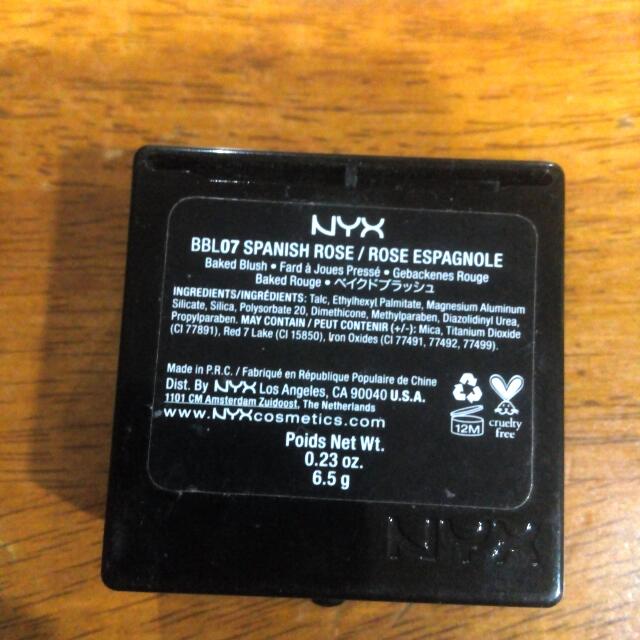 NYX
BBL07 SPANISH ROSE / ROSE ESPAGNOLE
Baked Blush • Fard à Joues Pressé • Gebackenes Rouge
Baked Rouge • ベイクドブラッシュ
INGREDIENTS/INGRÉDIENTS: Talc, Ethylhexyl Palmitate, Magnesium Aluminum
Silicate, Silica, Polysorbate 20, Dimethicone, Methylparaben, Diazolidinyl Urea,
Propylparaben. MAY CONTAIN / PEUT CONTENIR (+/-): Mica, Titanium Dioxide
(CI 77891), Red 7 Lake (CI 15850), Iron Oxides (CI 77491, 77492, 77499).
Made in P.R.C. / Fabriqué en République Populaire de Chine
Dist. By NYX Los Angeles, CA 90040 U.S.A.
1101 CM Amsterdam Zuidoost, The Netherlands
www.NYXcosmetics.com
12M
cruelty
free
Poids Net Wt.
0.23 oz.
6.5 g
NYX